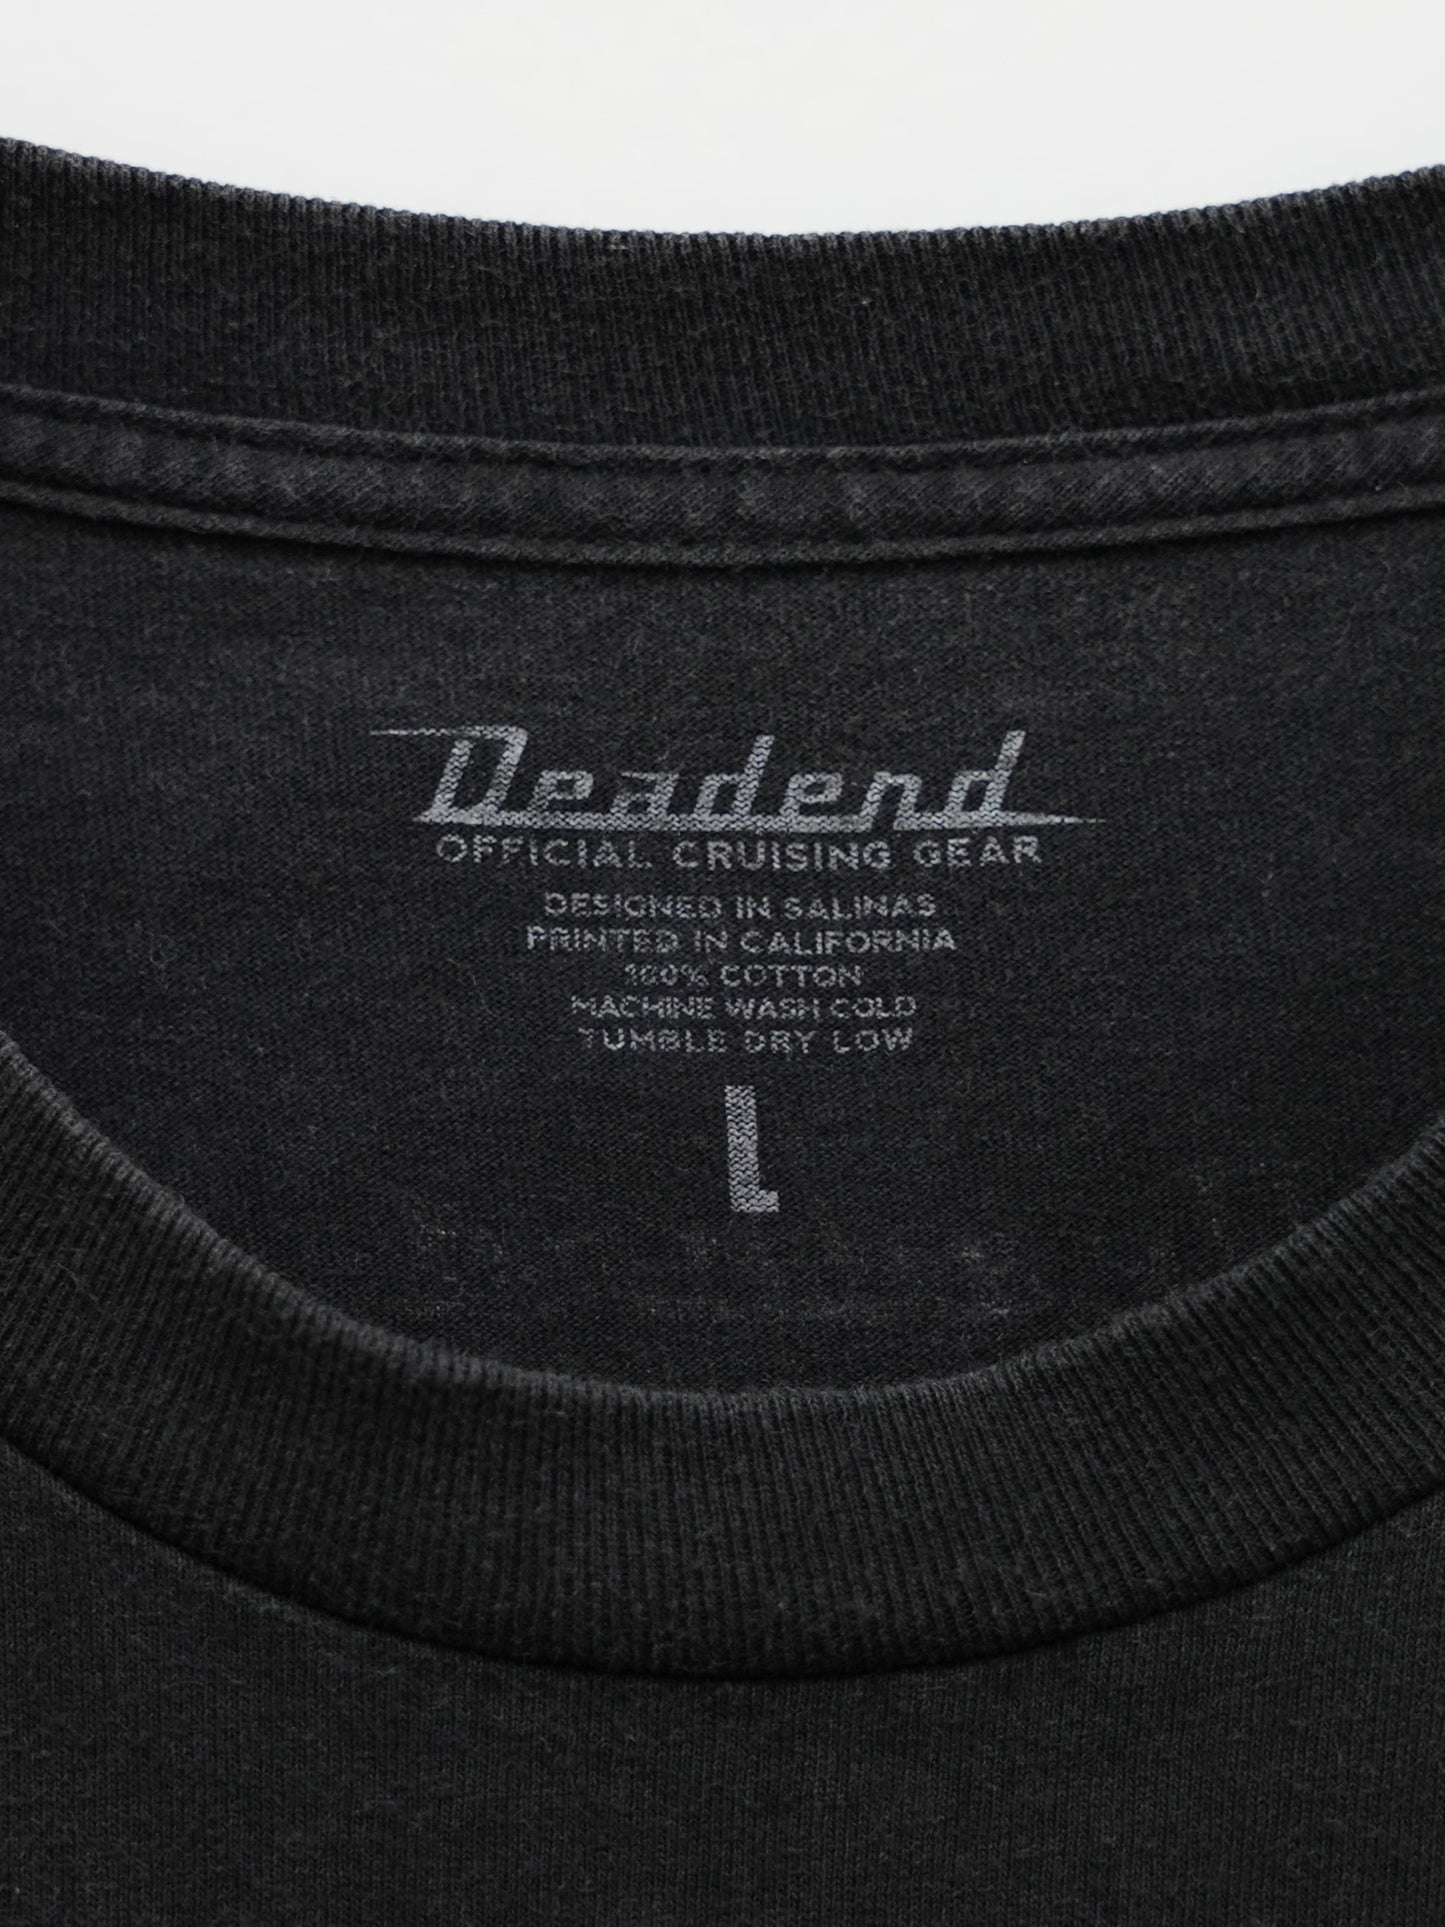 Deadend
OFFICIAL CRUISING GEAR
DESIGNED IN SALINAS
PRINTED IN CALIFORNIA
100% COTTON
MACHINE WASH COLD
TUMBLE DRY LOW
L